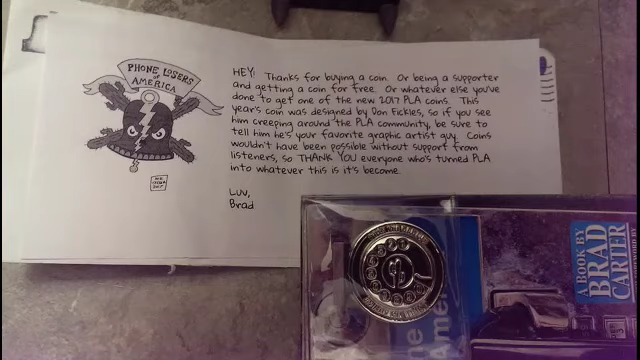 PHONE LOSERS
of
AMERICA
HEY! Thanks for buying a coin. Or being a supporter
and getting a coin for free. Or whatever else you've
done to get one of the new 2017 PLA coins. This
year's coin was designed by Don Fickles, so if you see
him creeping around the PLA community, be sure to
tell him he's your favorite graphic artist guy. Coins
wouldn't have been possible without support from
listeners, so THANK YOU everyone who's turned PLA
into whatever this is it's become.
Luv,
Brad
A BOOK BY
BRAD
CARTER